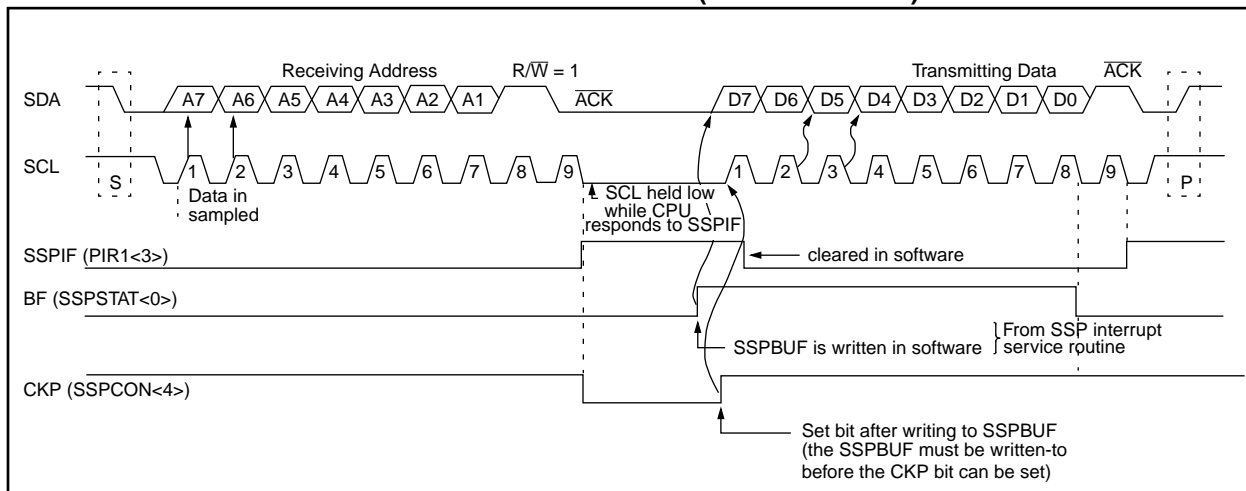 Receiving Address R/W = 1 Transmitting Data ACK
SDA A7 A6 A5 A4 A3 A2 A1 ACK D7 D6 D5 D4 D3 D2 D1 D0
SCL S 1 2 3 4 5 6 7 8 9 1 2 3 4 5 6 7 8 9 P
Data in
sampled
SCL held low
while CPU
responds to SSPIF
SSPIF (PIR1<3>)
cleared in software
BF (SSPSTAT<0>)
SSPBUF is written in software
From SSP interrupt
service routine
CKP (SSPCON<4>)
Set bit after writing to SSPBUF
(the SSPBUF must be written-to
before the CKP bit can be set)